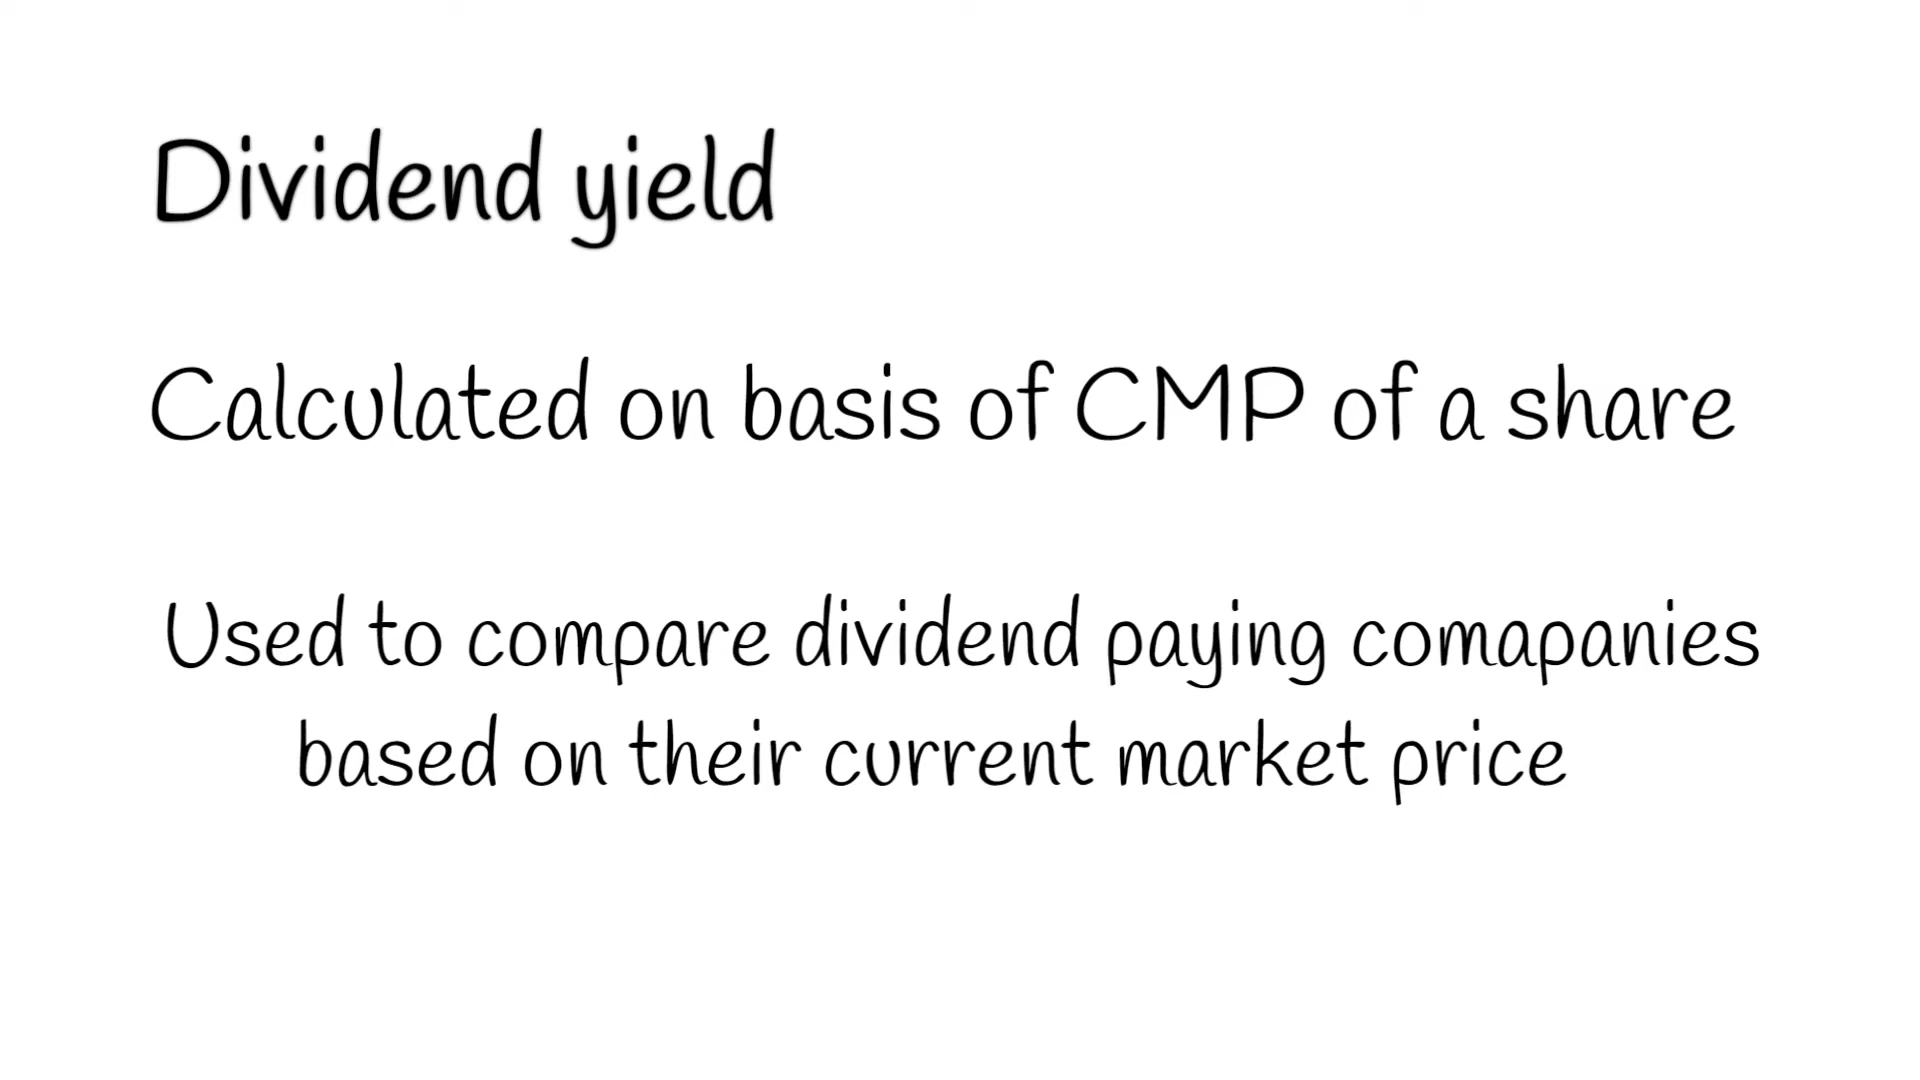 Dividend yield
Calculated on basis of CMP of a share
Used to compare dividend paying comapanies
based on their current market price